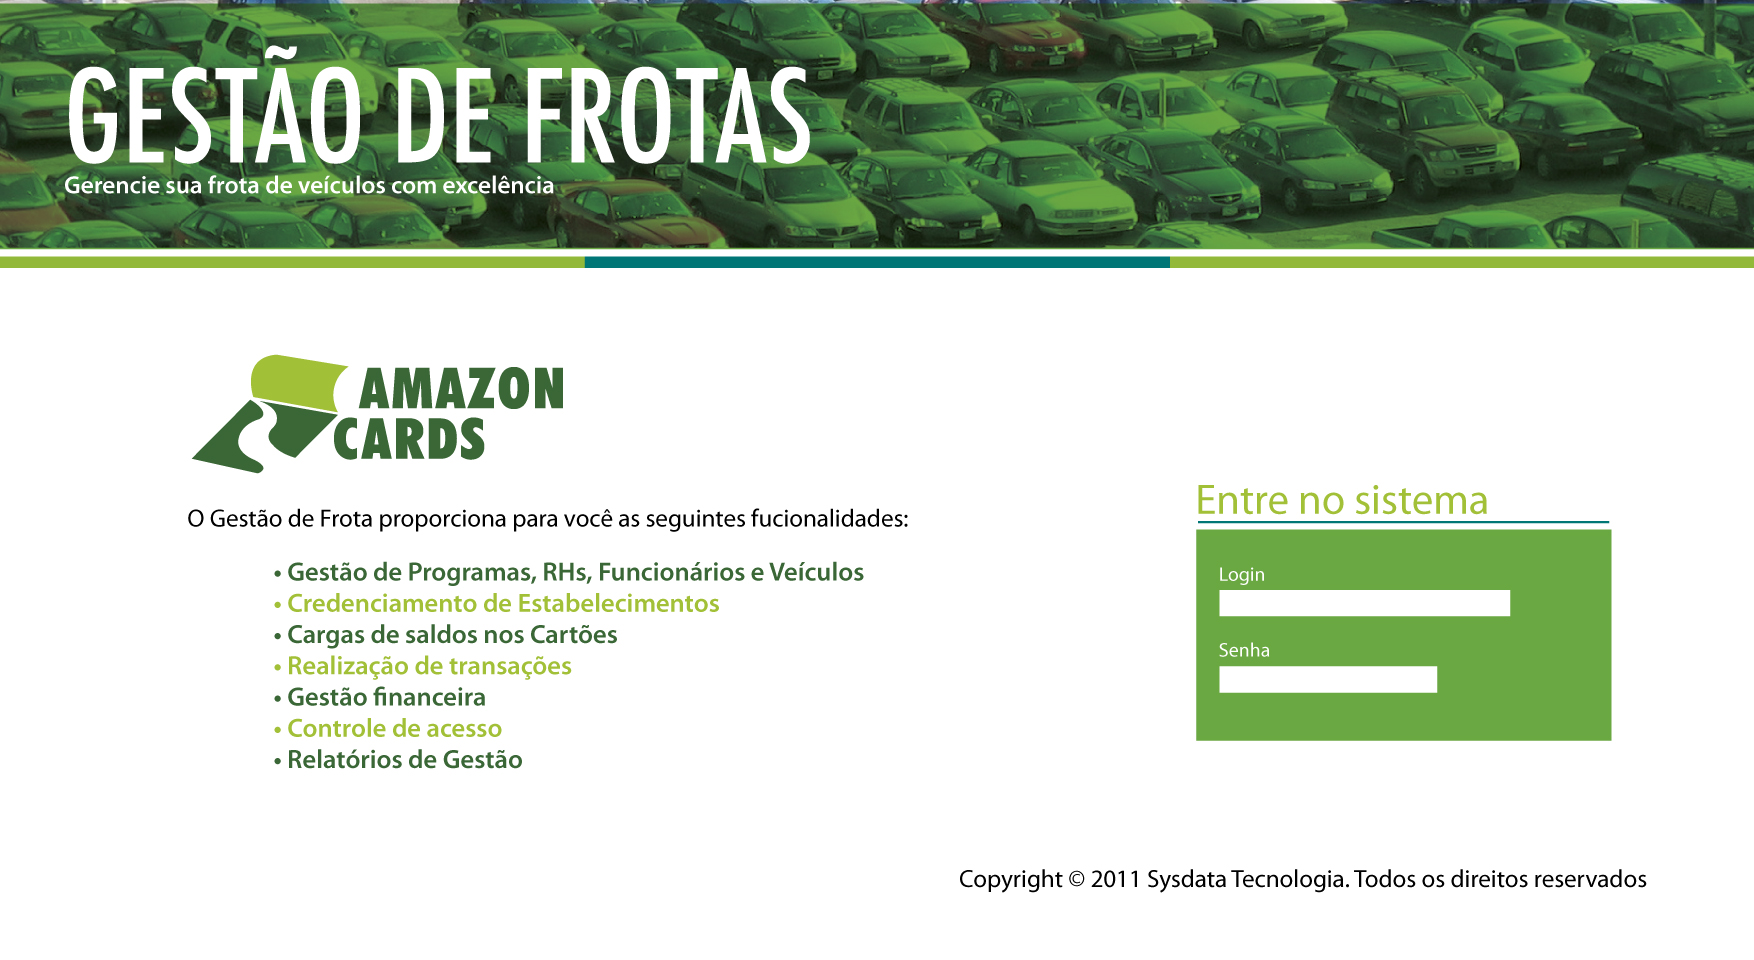 GESTÃO DE FROTAS
Gerencie sua frota de veículos com excelência
AMAZON
CARDS
O Gestão de Frota proporciona para você as seguintes fucionalidades:
• Gestão de Programas, RHs, Funcionários e Veículos
• Credenciamento de Estabelecimentos
• Cargas de saldos nos Cartões
• Realização de transações
• Gestão financeira
• Controle de acesso
• Relatórios de Gestão
Entre no sistema
Login
Senha
Copyright © 2011 Sysdata Tecnologia. Todos os direitos reservados